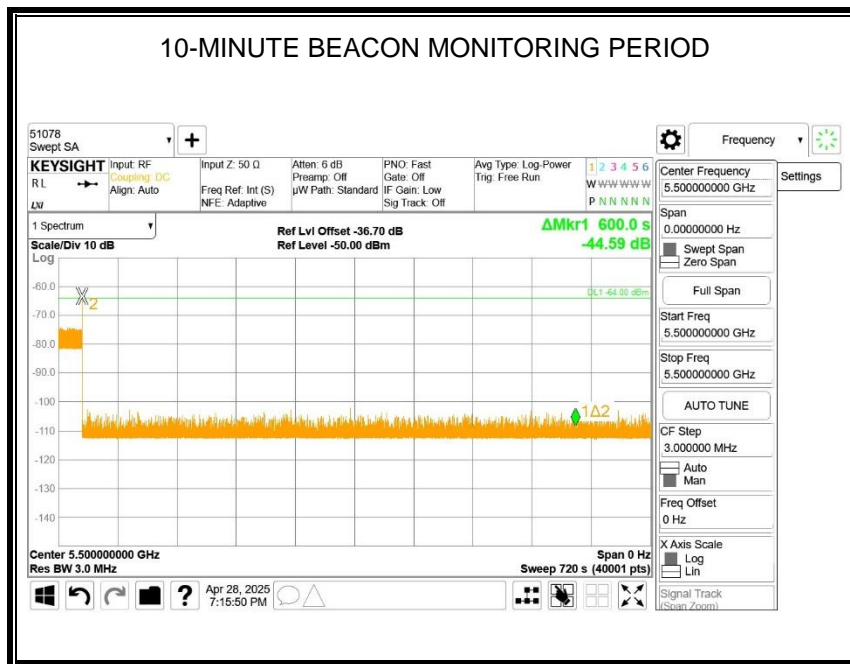 10-MINUTE BEACON MONITORING PERIOD
51078
Swept SA
Frequency
Settings
KEYSIGHT
RL
LXI
Input: RF
Coupling: DC
Align: Auto
Input Z: 50 Ω
Freq Ref: Int (S)
NFE: Adaptive
Atten: 6 dB
Preamp: Off
µW Path: Standard
PNO: Fast
Gate: Off
IF Gain: Low
Sig Track: Off
Avg Type: Log-Power
Trig: Free Run
1 2 3 4 5 6
W W W W W W
P N N N N N
1 Spectrum
Scale/Div 10 dB
Log
Ref Lvl Offset -36.70 dB
Ref Level -50.00 dBm
ΔMkr1 600.0 s
-44.59 dB
-60.0
-70.0
-80.0
-90.0
-100
-110
-120
-130
-140
X2
DL1 -64.00 dBm
1Δ2
Center 5.500000000 GHz
Res BW 3.0 MHz
Span 0 Hz
Sweep 720 s (40001 pts)
Apr 28, 2025
7:15:50 PM
Center Frequency
5.500000000 GHz
Span
0.00000000 Hz
Swept Span
Zero Span
Full Span
Start Freq
5.500000000 GHz
Stop Freq
5.500000000 GHz
AUTO TUNE
CF Step
3.000000 MHz
Auto
Man
Freq Offset
0 Hz
X Axis Scale
Log
Lin
Signal Track
(Span Zoom)